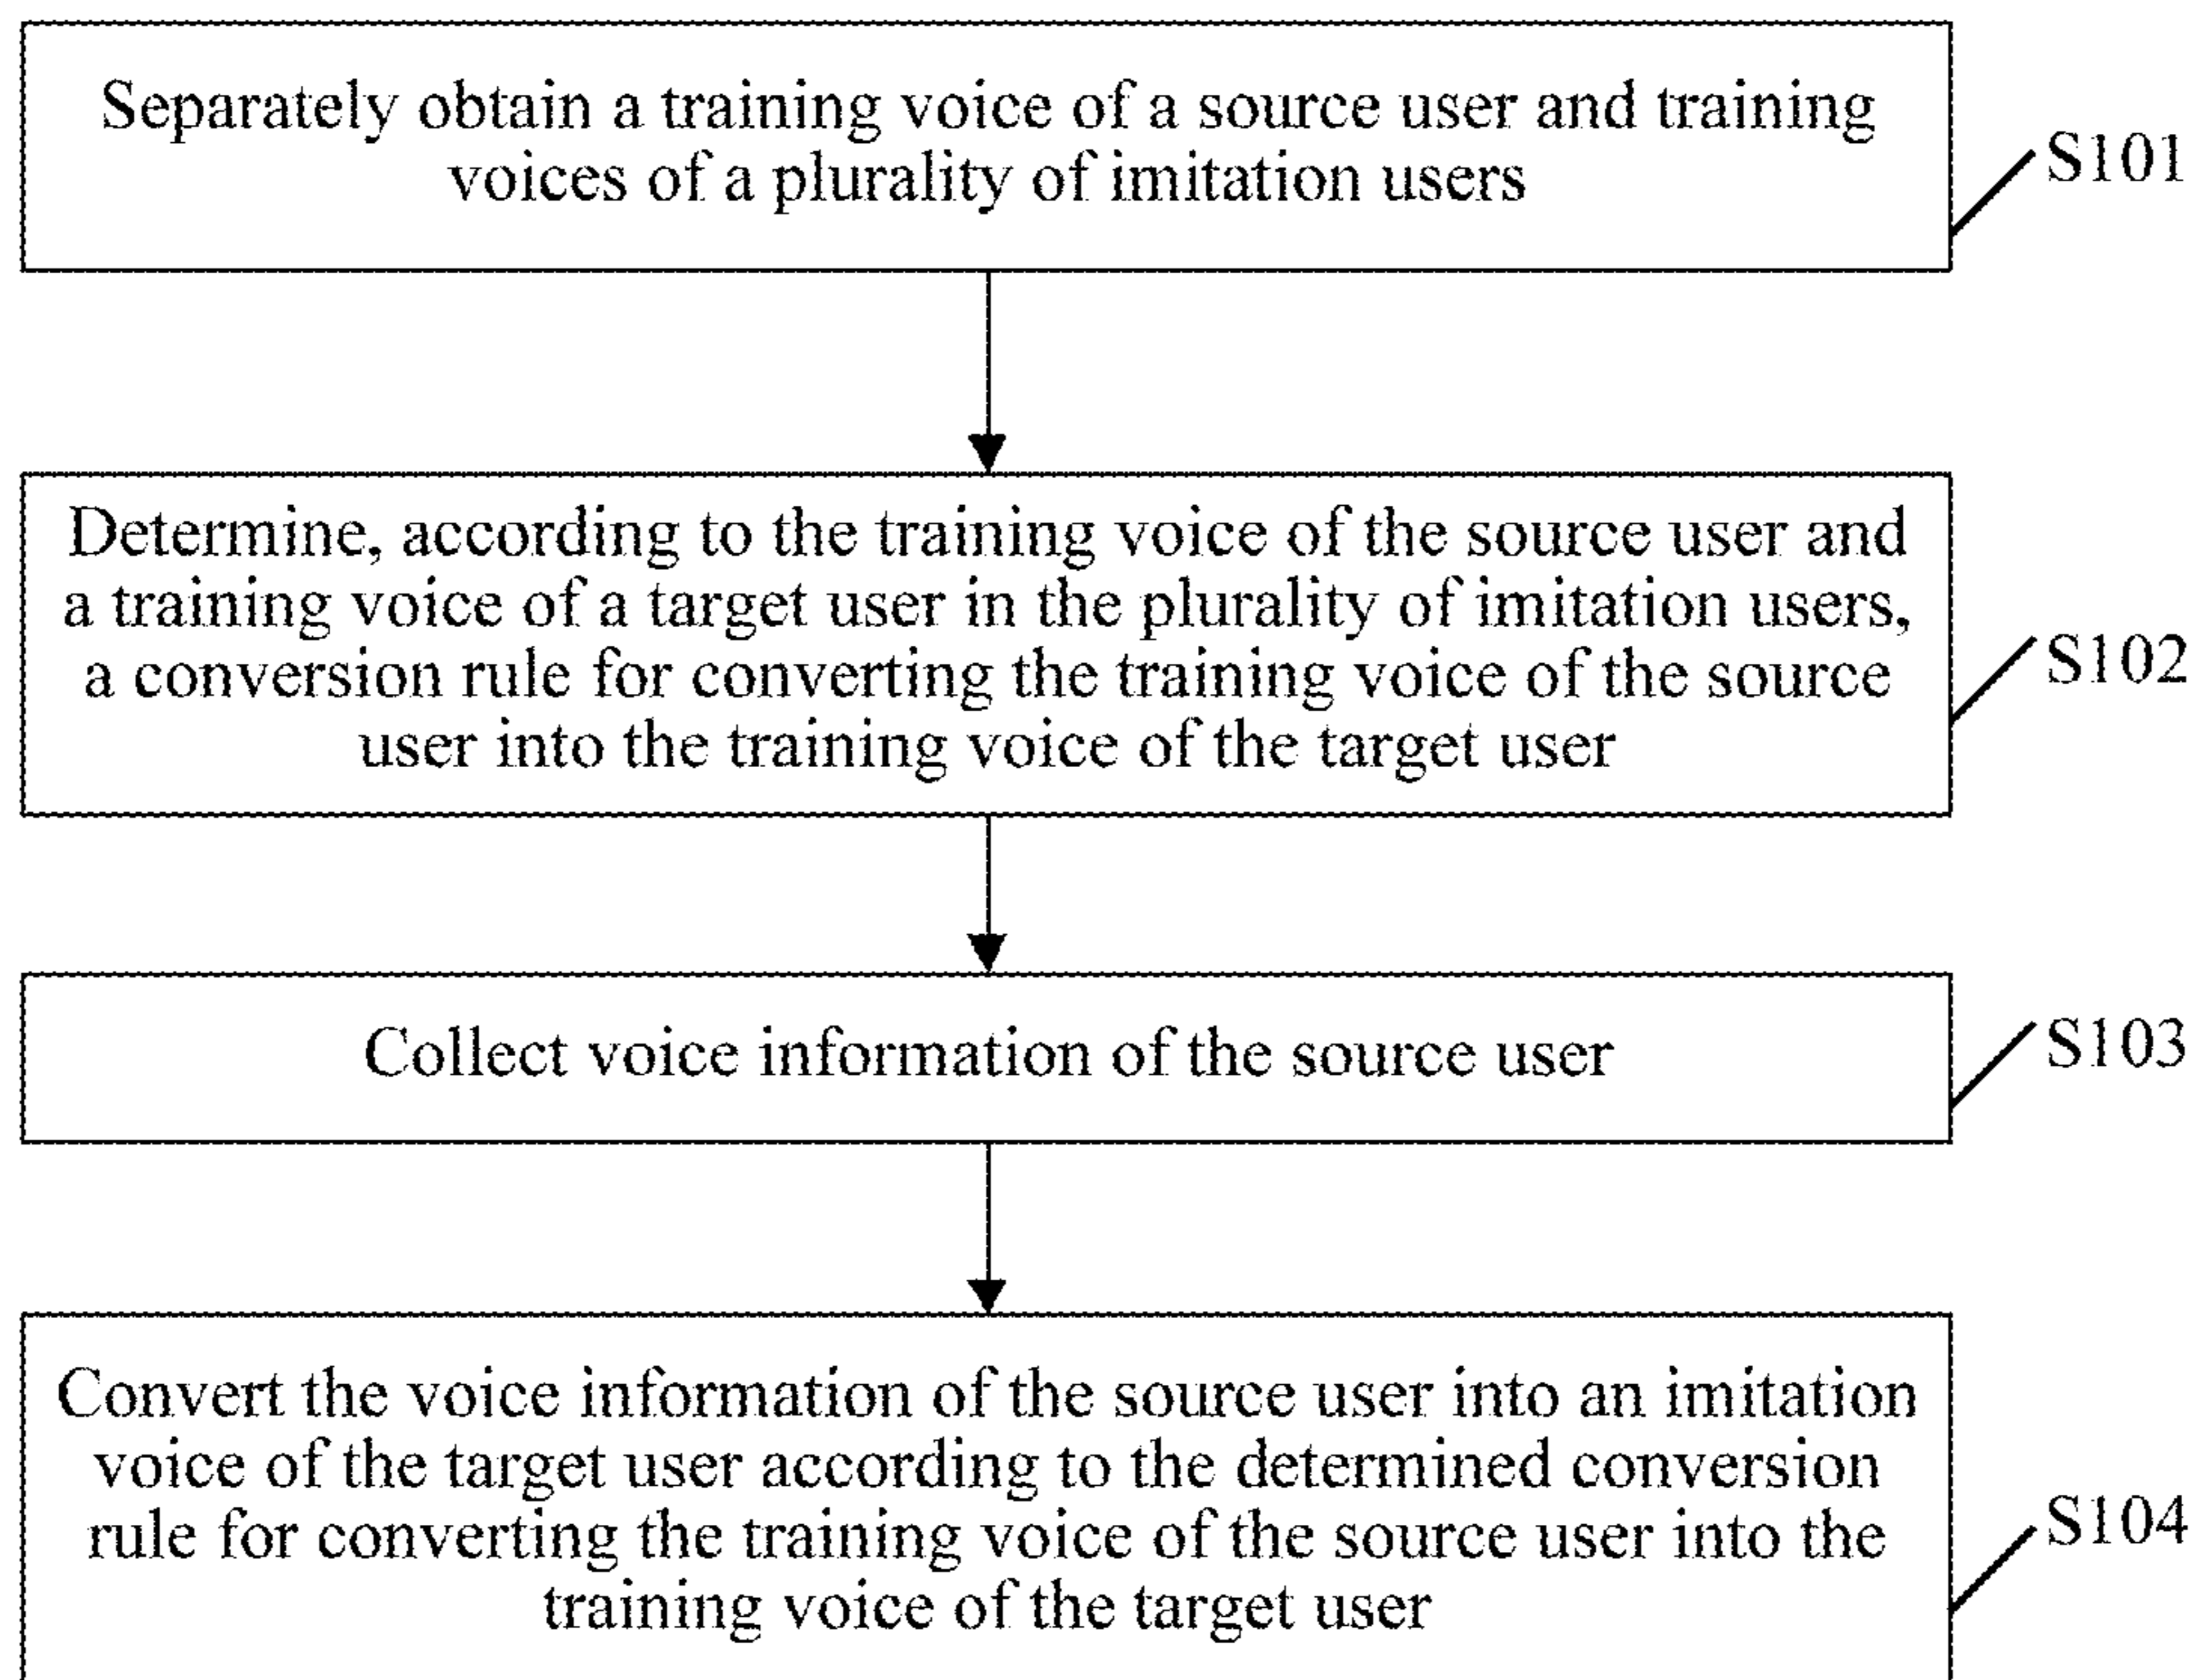 Separately obtain a training voice of a source user and training
voices of a plurality of imitation users
S101
Determine, according to the training voice of the source user and
a training voice of a target user in the plurality of imitation users,
a conversion rule for converting the training voice of the source
user into the training voice of the target user
S102
Collect voice information of the source user
S103
Convert the voice information of the source user into an imitation
voice of the target user according to the determined conversion
rule for converting the training voice of the source user into the
training voice of the target user
S104